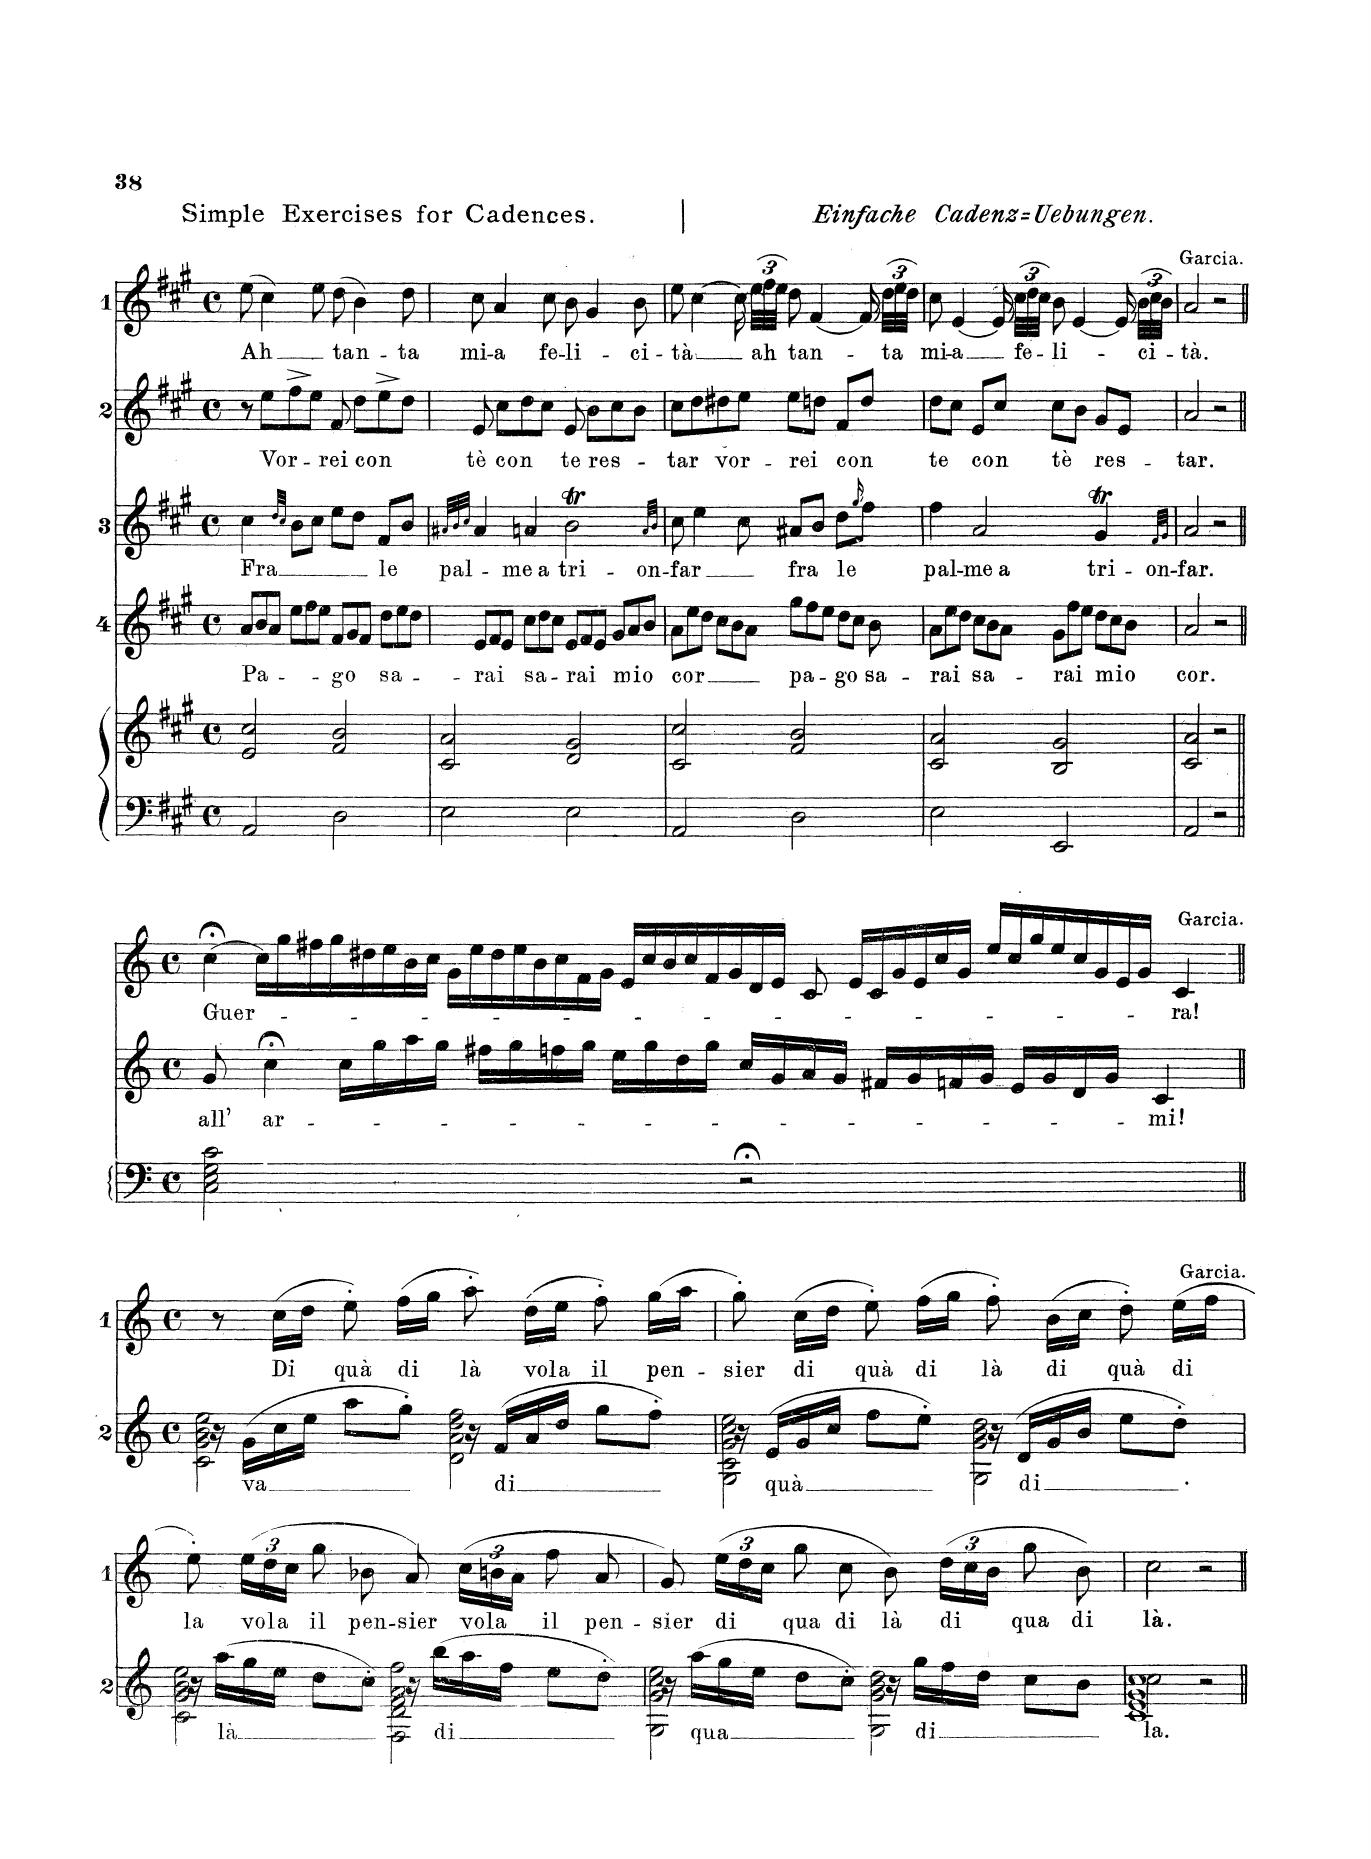 38
Simple Exercises for Cadences. | Einfache Cadenz=Uebungen.
Garcia.
1
Ah tan - ta mi-a fe-li - ci - tà ah tan - ta mi-a fe - li - ci - tà.
2
Vor - rei con tè con te res - tar vor - rei con te con tè res - tar.
3
Fra le pal - me a tri - on-far fra le pal-me a tri - on-far.
4
Pa - go sa - rai sa - rai mio cor pa - go sa - rai sa - rai mio cor.
Garcia.
Guer - ra!
all' ar - mi!
Garcia.
1
Di quà di là vola il pen - sier di quà di là di quà di
2
va di quà di
1
la vola il pen-sier vola il pen - sier di qua di là di qua di là.
2
là di qua di la.